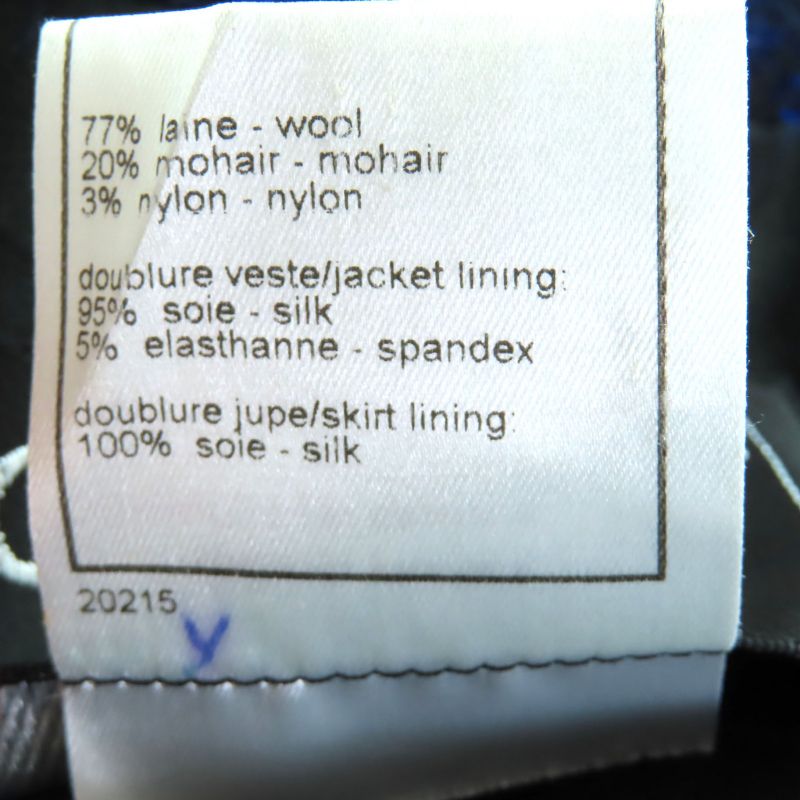 77% laine - wool
20% mohair - mohair
3% nylon - nylon
doublure veste/jacket lining:
95% soie - silk
5% elasthanne - spandex
doublure jupe/skirt lining:
100% soie - silk
20215
y